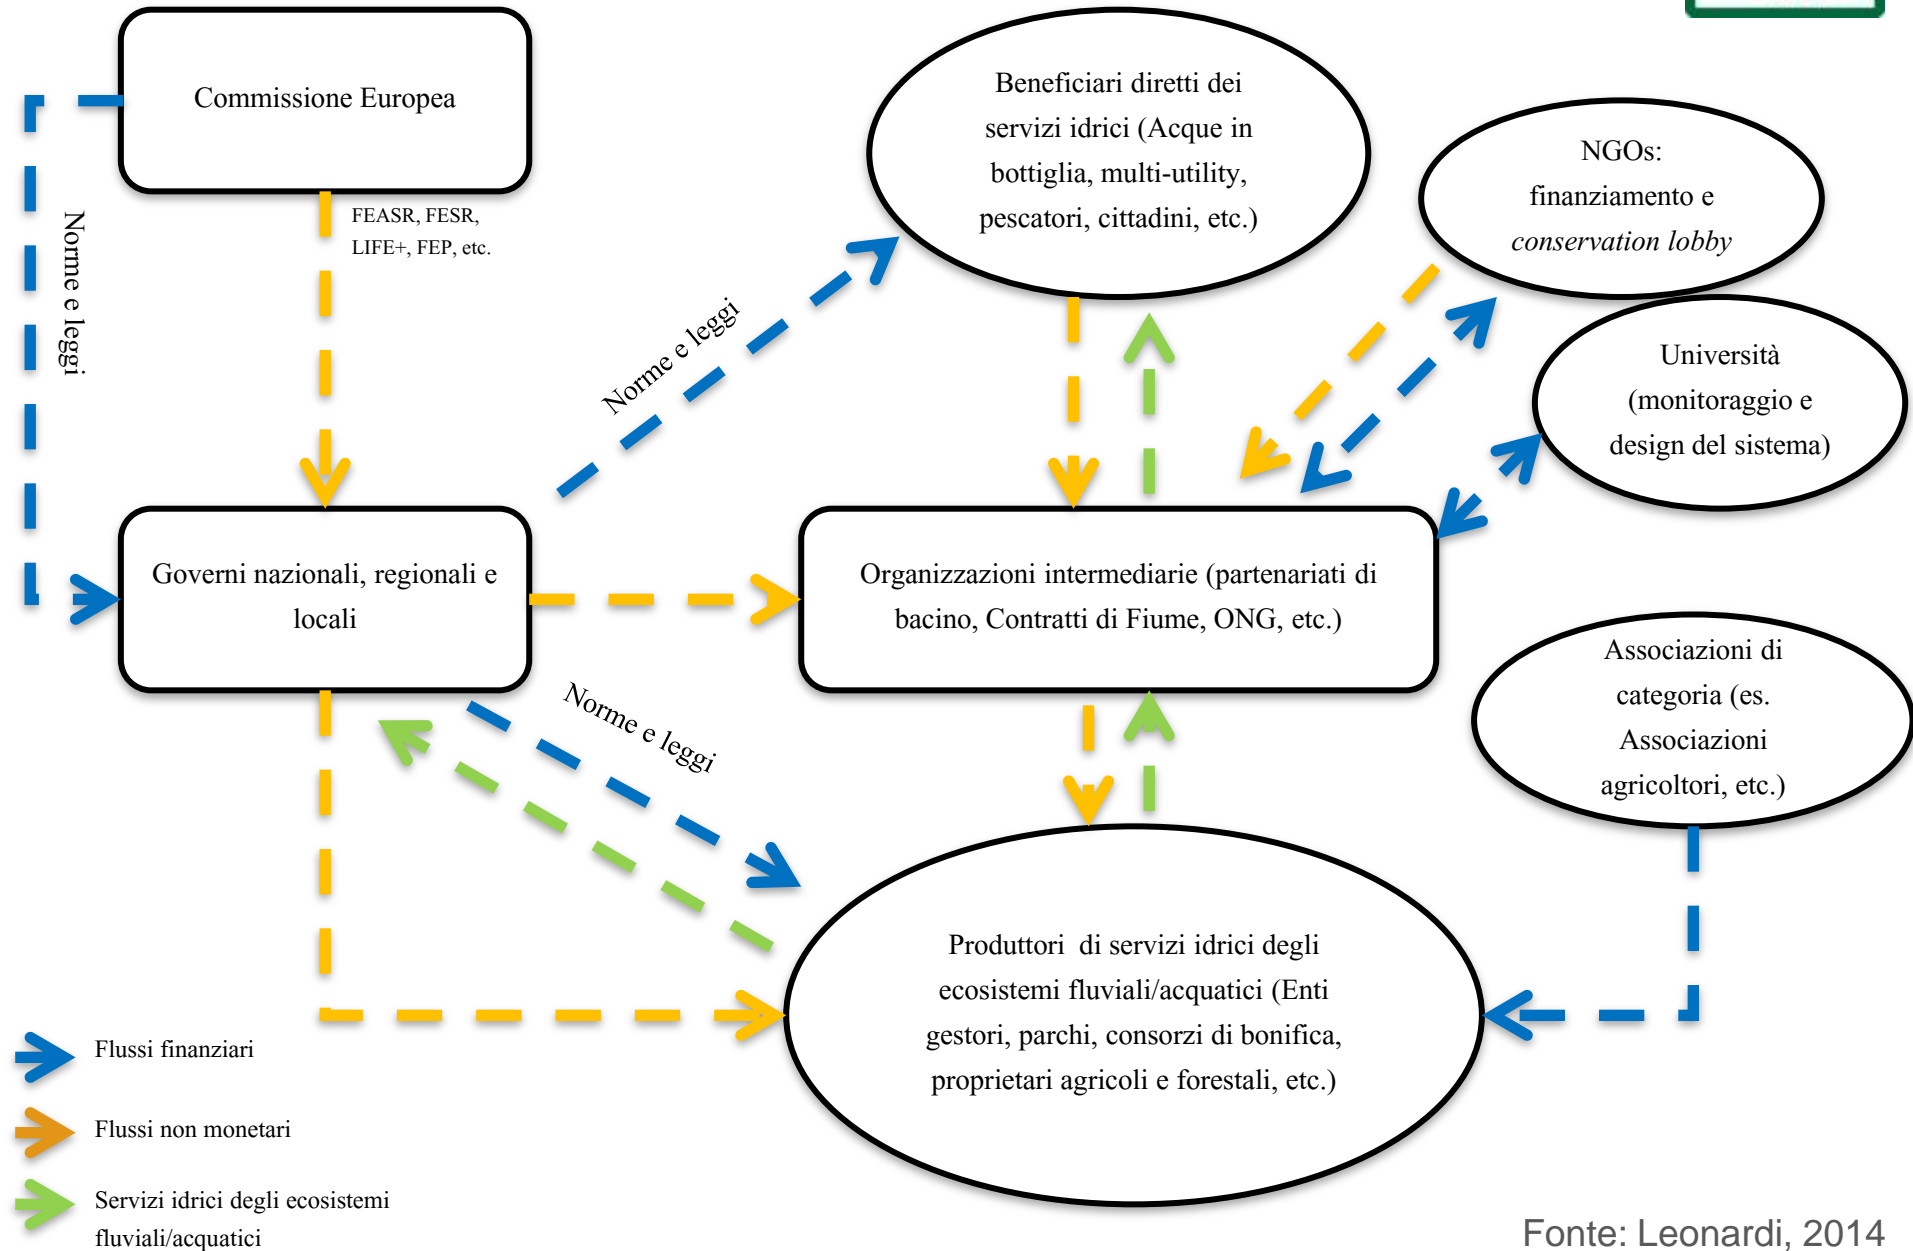 Commissione Europea
Beneficiari diretti dei
servizi idrici (Acque in
bottiglia, multi-utility,
pescatori, cittadini, etc.)
NGOs:
finanziamento e
conservation lobby
FEASR, FESR,
LIFE+, FEP, etc.
Norme e leggi
Norme e leggi
Università
(monitoraggio e
design del sistema)
Governi nazionali, regionali e
locali
Organizzazioni intermediarie (partenariati di
bacino, Contratti di Fiume, ONG, etc.)
Norme e leggi
Associazioni di
categoria (es.
Associazioni
agricoltori, etc.)
Produttori  di servizi idrici degli
ecosistemi fluviali/acquatici (Enti
gestori, parchi, consorzi di bonifica,
proprietari agricoli e forestali, etc.)
Flussi finanziari
Flussi non monetari
Servizi idrici degli ecosistemi
fluviali/acquatici
Fonte: Leonardi, 2014